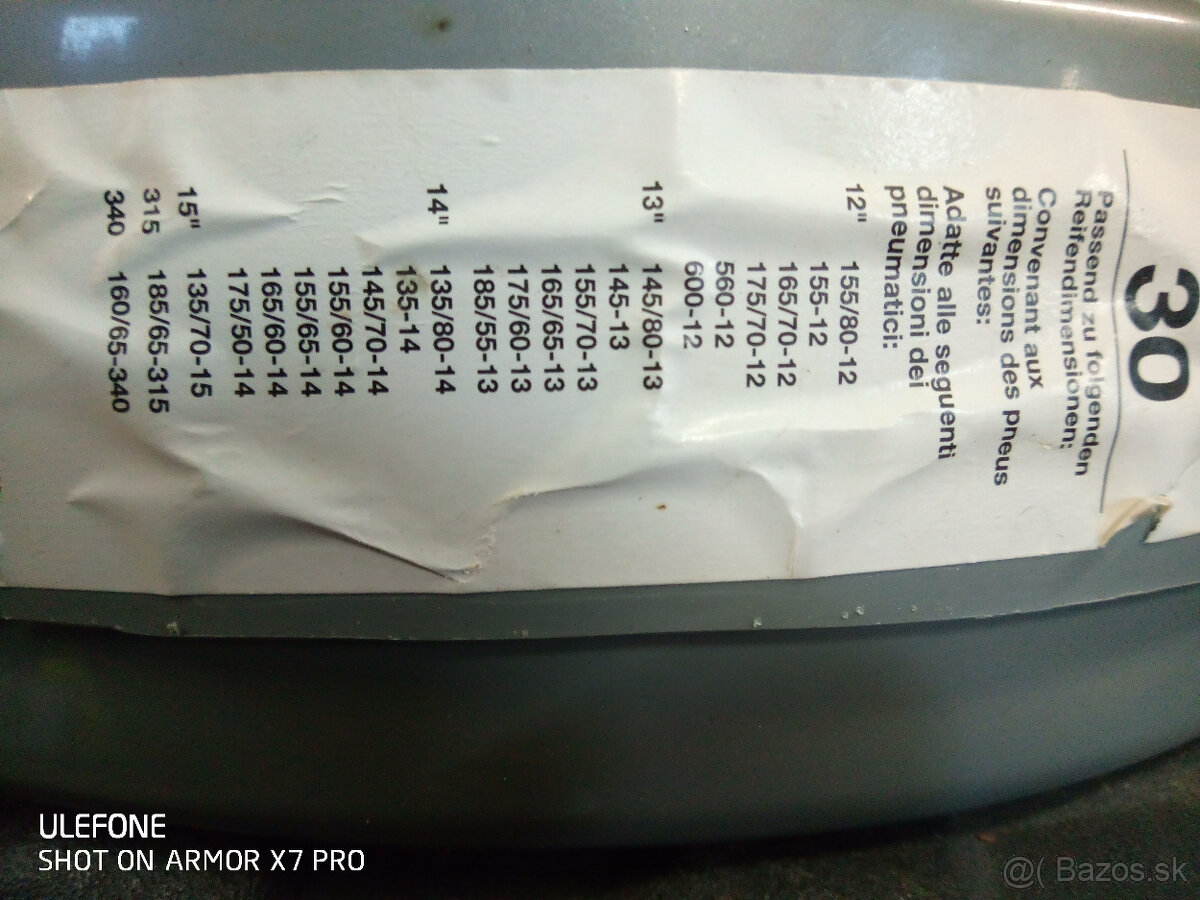 30
Passend zu folgenden
Reifendimensionen:
Convenant aux
dimensions des pneus
suivantes:
Adatte alle seguenti
dimensioni dei
pneumatici:
12" 155/80-12
155-12
165/70-12
175/70-12
560-12
600-12
13" 145/80-13
145-13
155/70-13
165/65-13
175/60-13
185/55-13
14" 135/80-14
135-14
145/70-14
155/60-14
155/65-14
165/60-14
175/50-14
15" 135/70-15
315 185/65-315
340 160/65-340
ULEFONE
SHOT ON ARMOR X7 PRO
@( Bazos.sk